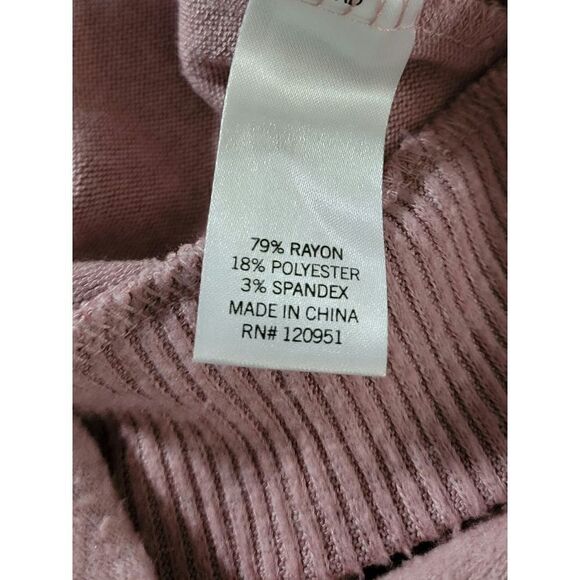 79% RAYON
18% POLYESTER
3% SPANDEX
MADE IN CHINA
RN# 120951